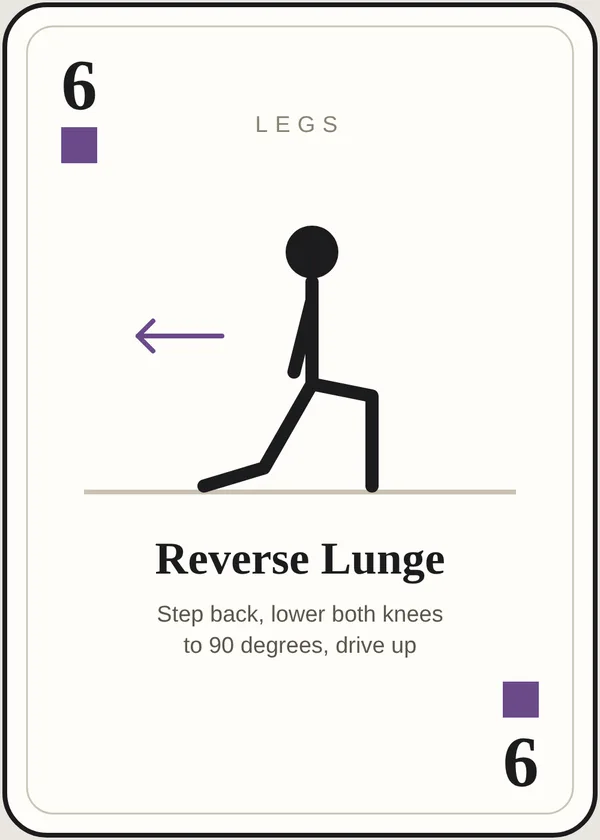 6
LEGS
Reverse Lunge
Step back, lower both knees
to 90 degrees, drive up
6